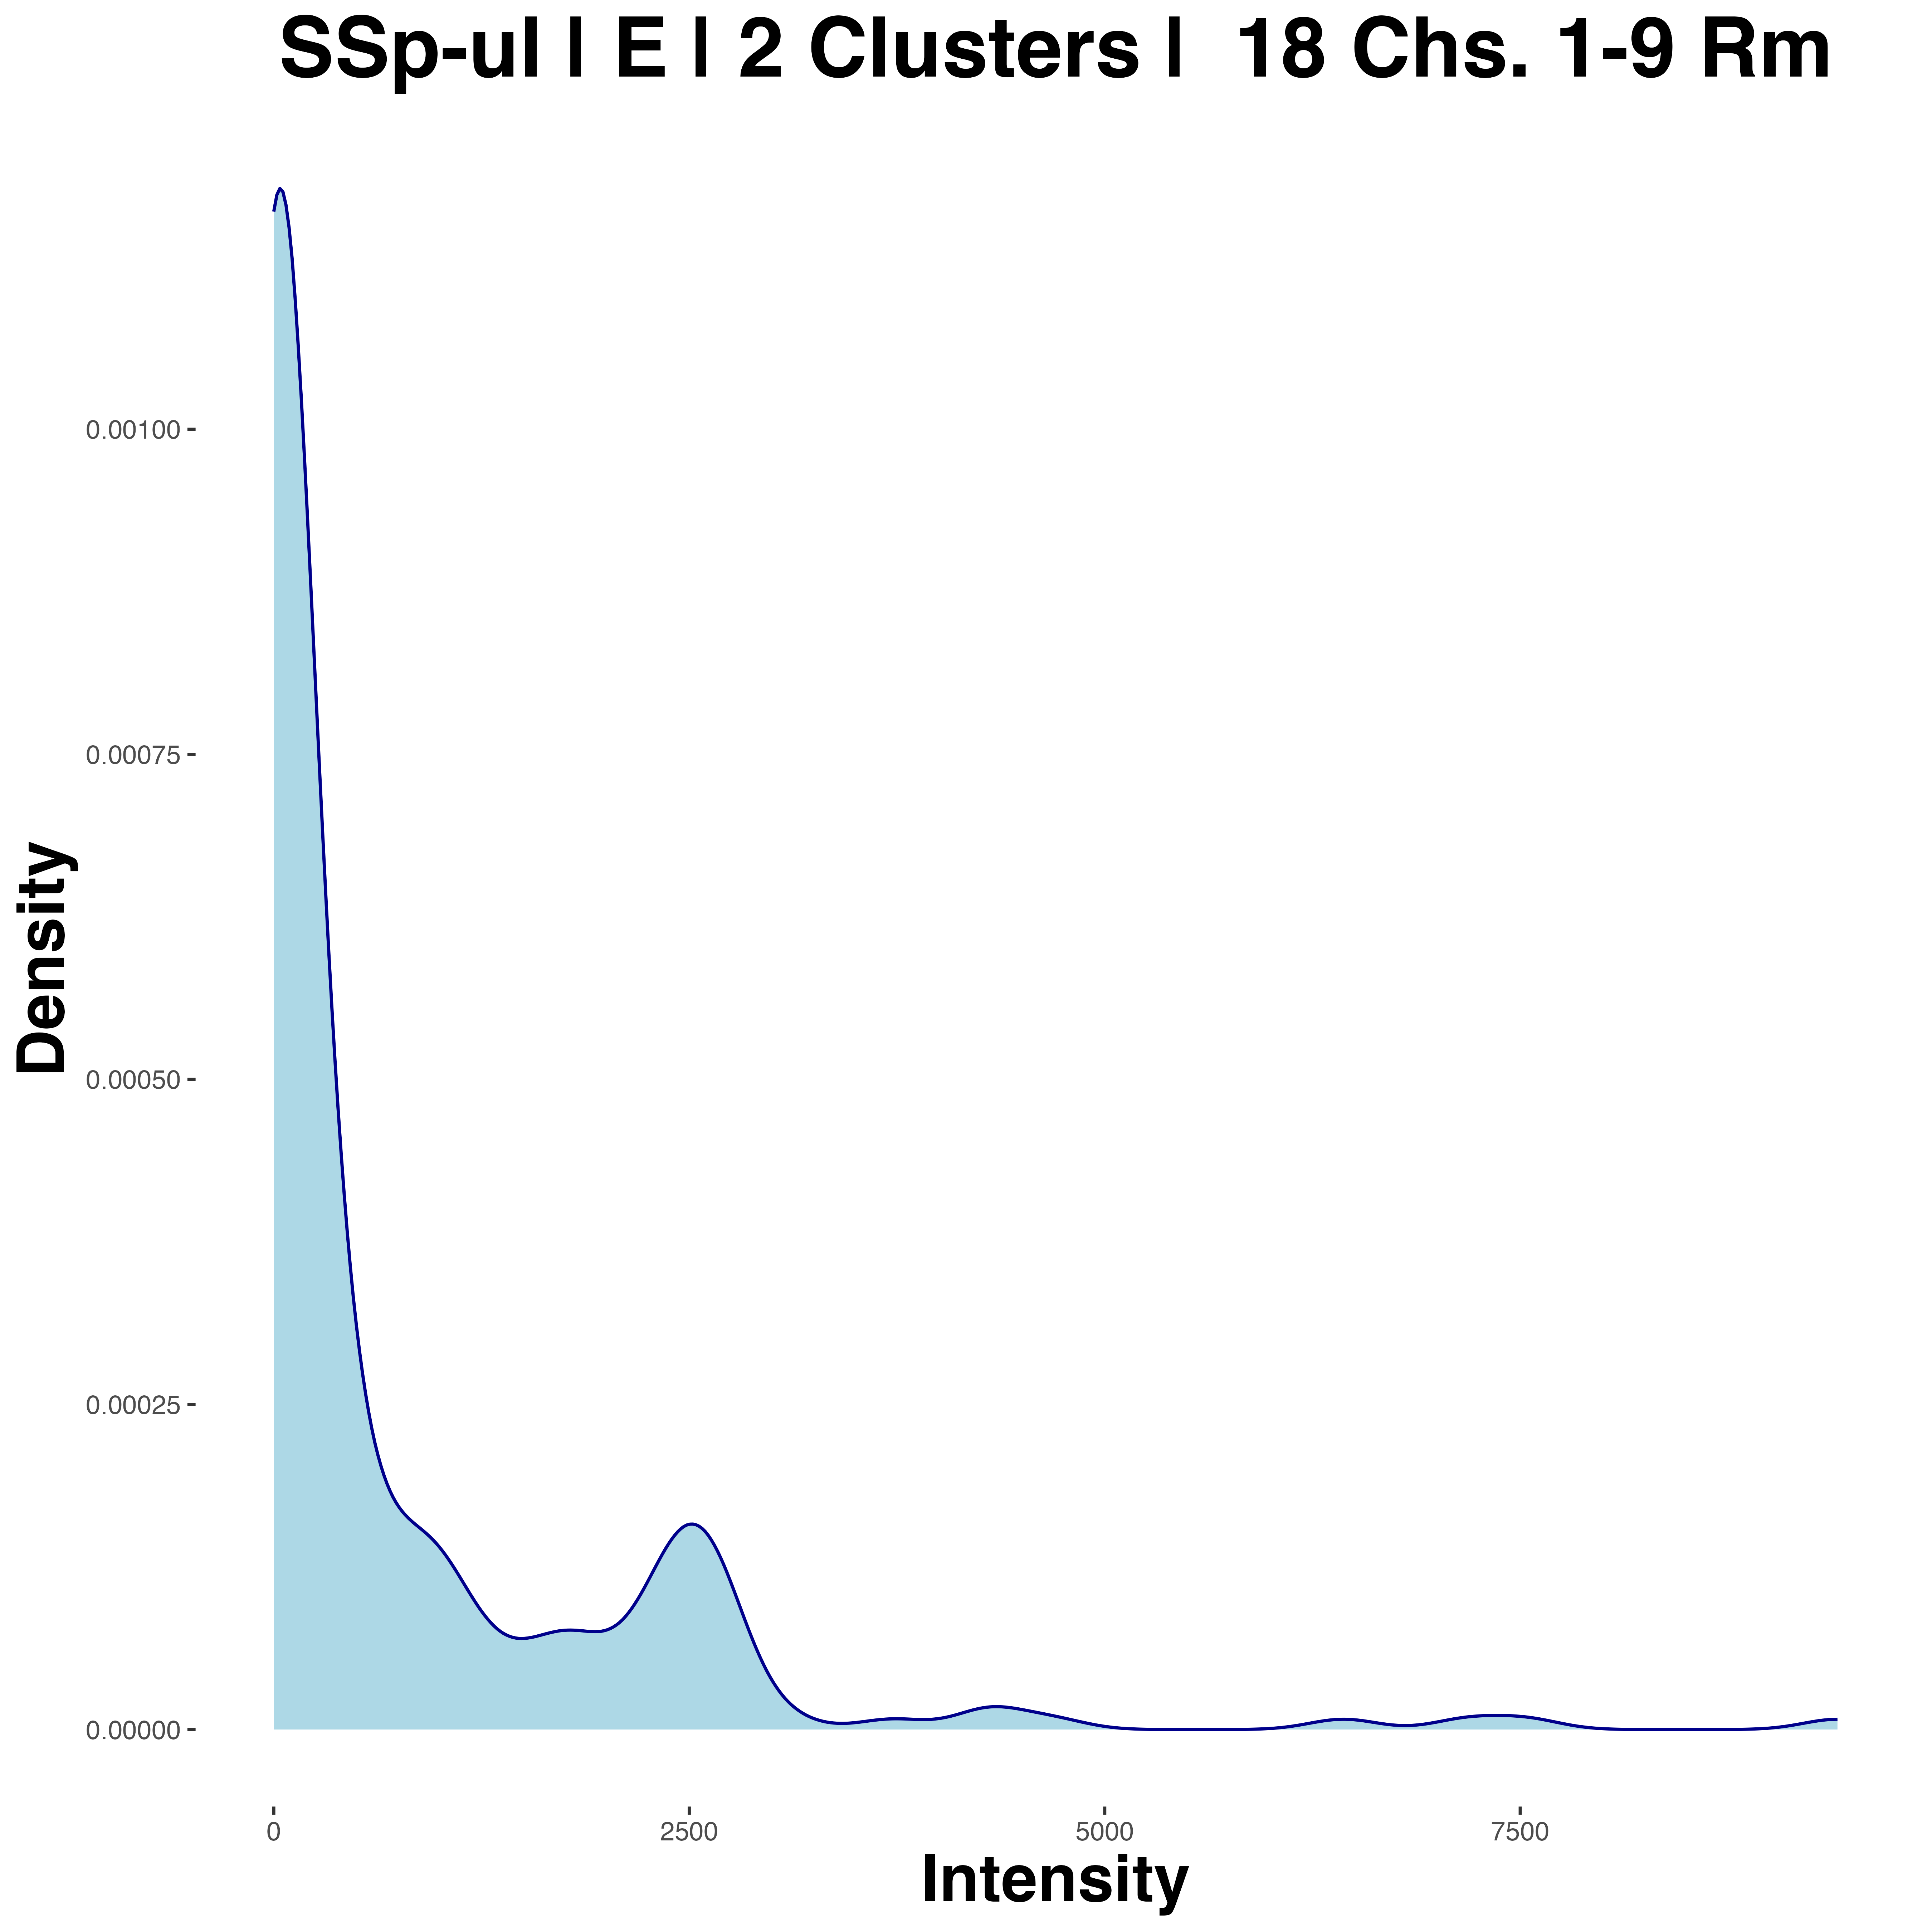 SSp-ul | E | 2 Clusters | 18 Chs. 1-9 Rm
0.00100
0.00075
0.00050
0.00025
0.00000
Density
0 2500 5000 7500
Intensity